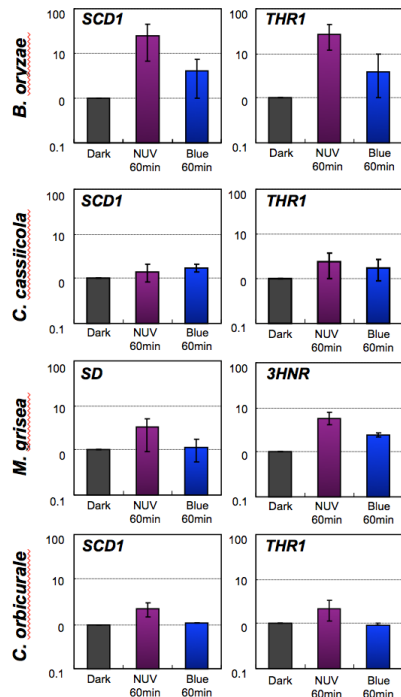 B. oryzae
SCD1
100
10
0
0.1
Dark NUV Blue
60min 60min
THR1
100
10
0
0.1
Dark NUV Blue
60min 60min
C. cassiicola
SCD1
100
10
0
0.1
Dark NUV Blue
60min 60min
THR1
100
10
0
0.1
Dark NUV Blue
60min 60min
M. grisea
SD
100
10
0
0.1
Dark NUV Blue
60min 60min
3HNR
100
10
0
0.1
Dark NUV Blue
60min 60min
C. orbicurale
SCD1
100
10
0
0.1
Dark NUV Blue
60min 60min
THR1
100
10
0
0.1
Dark NUV Blue
60min 60min